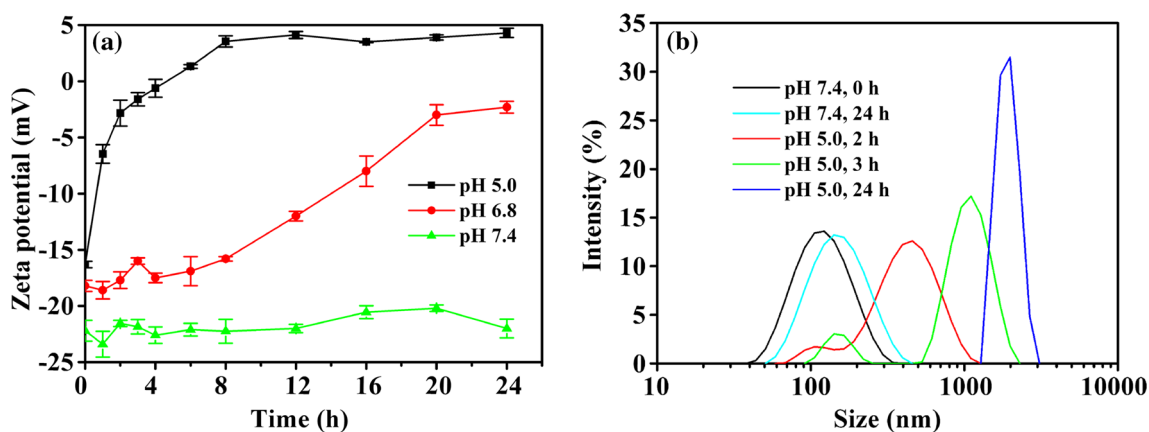 (a)
Zeta potential (mV)
5
0
-5
-10
-15
-20
-25
pH 5.0
pH 6.8
pH 7.4
0 4 8 12 16 20 24
Time (h)
(b)
Intensity (%)
35
30
25
20
15
10
5
0
pH 7.4, 0 h
pH 7.4, 24 h
pH 5.0, 2 h
pH 5.0, 3 h
pH 5.0, 24 h
10 100 1000 10000
Size (nm)